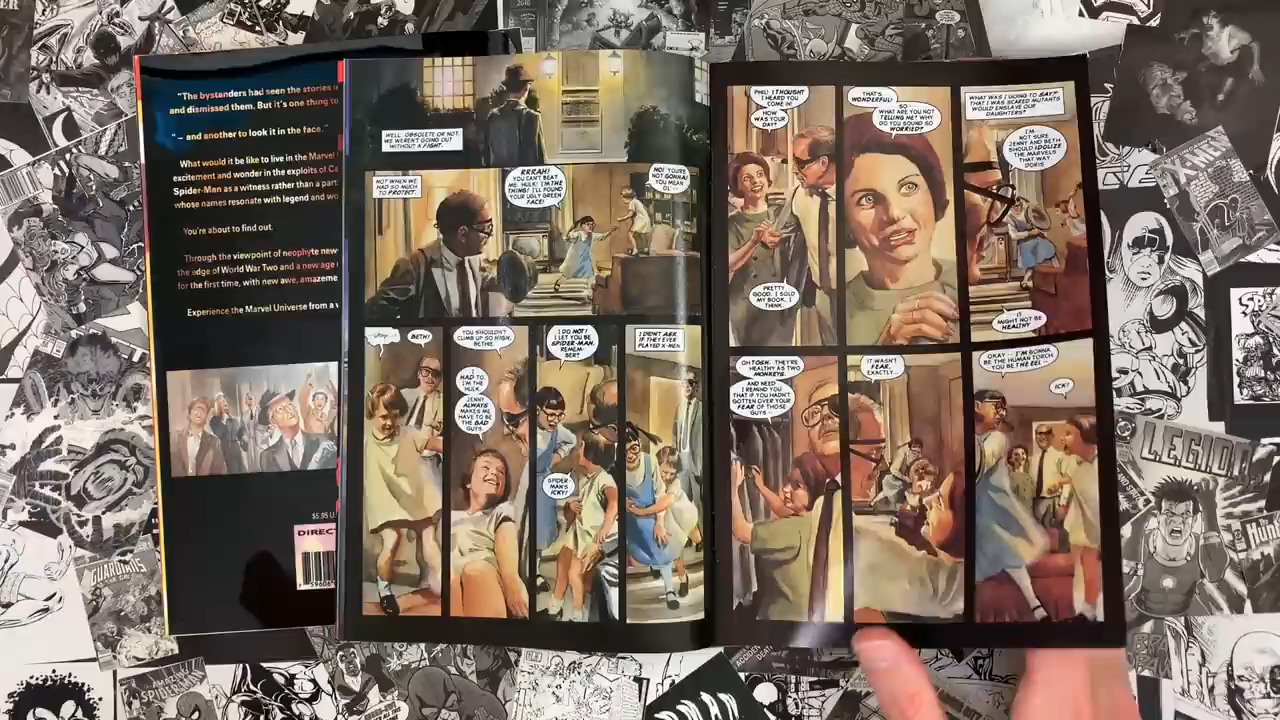 "The bystanders had seen the stories i
and dismissed them. But it's one thing to
– and another to look it in the face."
What would it be like to live in the Marvel
excitement and wonder in the exploits of Ca
Spider-Man as a witness rather than a part
whose names resonate with legend and wo
You're about to find out.
Through the viewpoint of neophyte new
the edge of World War Two and a new age
for the first time, with new awe, amazeme
Experience the Marvel Universe from a
$5.95 U.
DIREC
WELL. OBSOLETE OR NOT,
WE WEREN'T GOING OUT
WITHOUT A FIGHT.
NOT WHEN WE
HAD SO MUCH
TO PROTECT.
RRRAH!
YOU CAN'T BEAT
ME, HULK! I'M THE
THING! I'LL POUND
YOUR UGLY GREEN
FACE!
NO! YOU'RE
NOT GONNA!
YOU MEAN
OL'--
BETH!
YOU SHOULDN'T
CLIMB UP SO HIGH,
BETHIE.
I
HAD TO.
I'M THE
HULK.
JENNY
ALWAYS
MAKES ME
HAVE TO BE
THE BAD
GUYS.
I DO NOT!
I LET YOU BE
SPIDER-MAN,
REMEM-
BER?
SPIDER-
MAN'S
ICKY!
I DIDN'T ASK
IF THEY EVER
PLAYED X-MEN.
PHIL! I THOUGHT
I HEARD YOU
COME IN!
HOW
WAS YOUR
DAY?
PRETTY
GOOD. I SOLD
MY BOOK, I
THINK.
THAT'S
WONDERFUL!
SO--
WHAT ARE YOU NOT
TELLING ME? WHY
DO YOU SOUND SO
WORRIED?
WHAT WAS I GOING TO SAY?
THAT I WAS SCARED MUTANTS
WOULD ENSLAVE OUR
DAUGHTERS?
I'M
NOT SURE
JENNY AND BETH
SHOULD IDOLIZE
THE MARVELS
THAT WAY,
DORIS.
IT
MIGHT NOT BE
HEALTHY.
OH TOSH. THEY'RE
HEALTHY AS TWO
MONKEYS.
AND NEED
I REMIND YOU
THAT IF YOU HADN'T
GOTTEN OVER YOUR
FEAR OF THOSE
GUYS--
IT WASN'T
FEAR,
EXACTLY...
OKAY -- I'M GONNA
BE THE HUMAN TORCH.
YOU BE THE EEL.
ICK!
LEGION
GUARDIANS